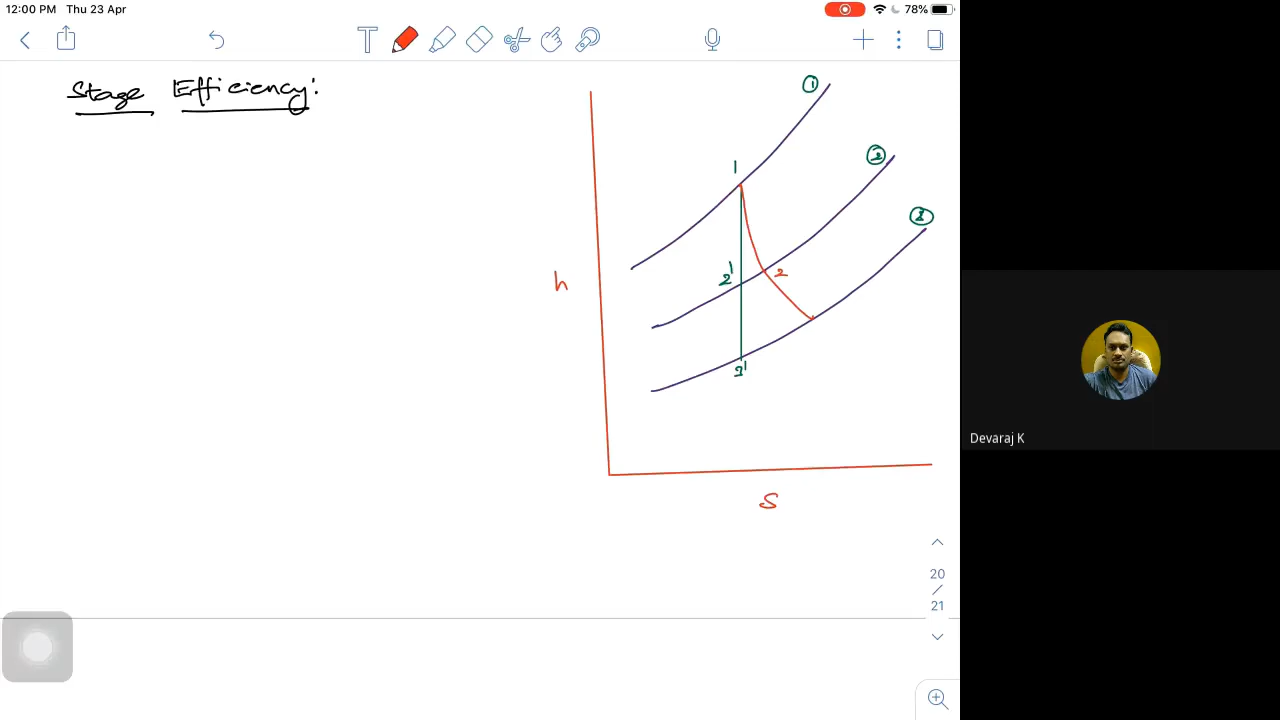 12:00 PM Thu 23 Apr
78%
T
Stage Efficiency:
1
2
3
1
2'
2
3'
h
S
Devaraj K
20
/
21